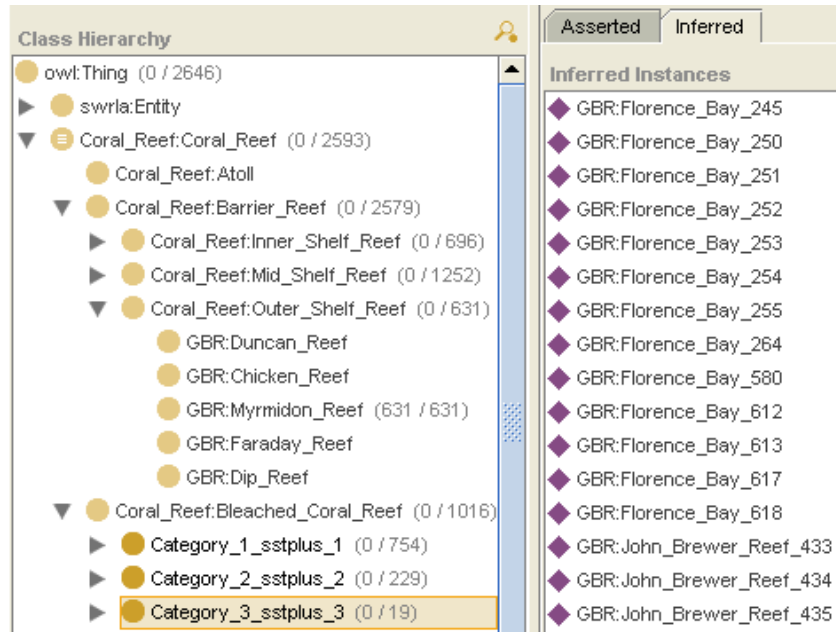 Class Hierarchy
owl:Thing (0 / 2646)
swrla:Entity
Coral_Reef:Coral_Reef (0 / 2593)
Coral_Reef:Atoll
Coral_Reef:Barrier_Reef (0 / 2579)
Coral_Reef:Inner_Shelf_Reef (0 / 696)
Coral_Reef:Mid_Shelf_Reef (0 / 1252)
Coral_Reef:Outer_Shelf_Reef (0 / 631)
GBR:Duncan_Reef
GBR:Chicken_Reef
GBR:Myrmidon_Reef (631 / 631)
GBR:Faraday_Reef
GBR:Dip_Reef
Coral_Reef:Bleached_Coral_Reef (0 / 1016)
Category_1_sstplus_1 (0 / 754)
Category_2_sstplus_2 (0 / 229)
Category_3_sstplus_3 (0 / 19)
Asserted Inferred
Inferred Instances
GBR:Florence_Bay_245
GBR:Florence_Bay_250
GBR:Florence_Bay_251
GBR:Florence_Bay_252
GBR:Florence_Bay_253
GBR:Florence_Bay_254
GBR:Florence_Bay_255
GBR:Florence_Bay_264
GBR:Florence_Bay_580
GBR:Florence_Bay_612
GBR:Florence_Bay_613
GBR:Florence_Bay_617
GBR:Florence_Bay_618
GBR:John_Brewer_Reef_433
GBR:John_Brewer_Reef_434
GBR:John_Brewer_Reef_435